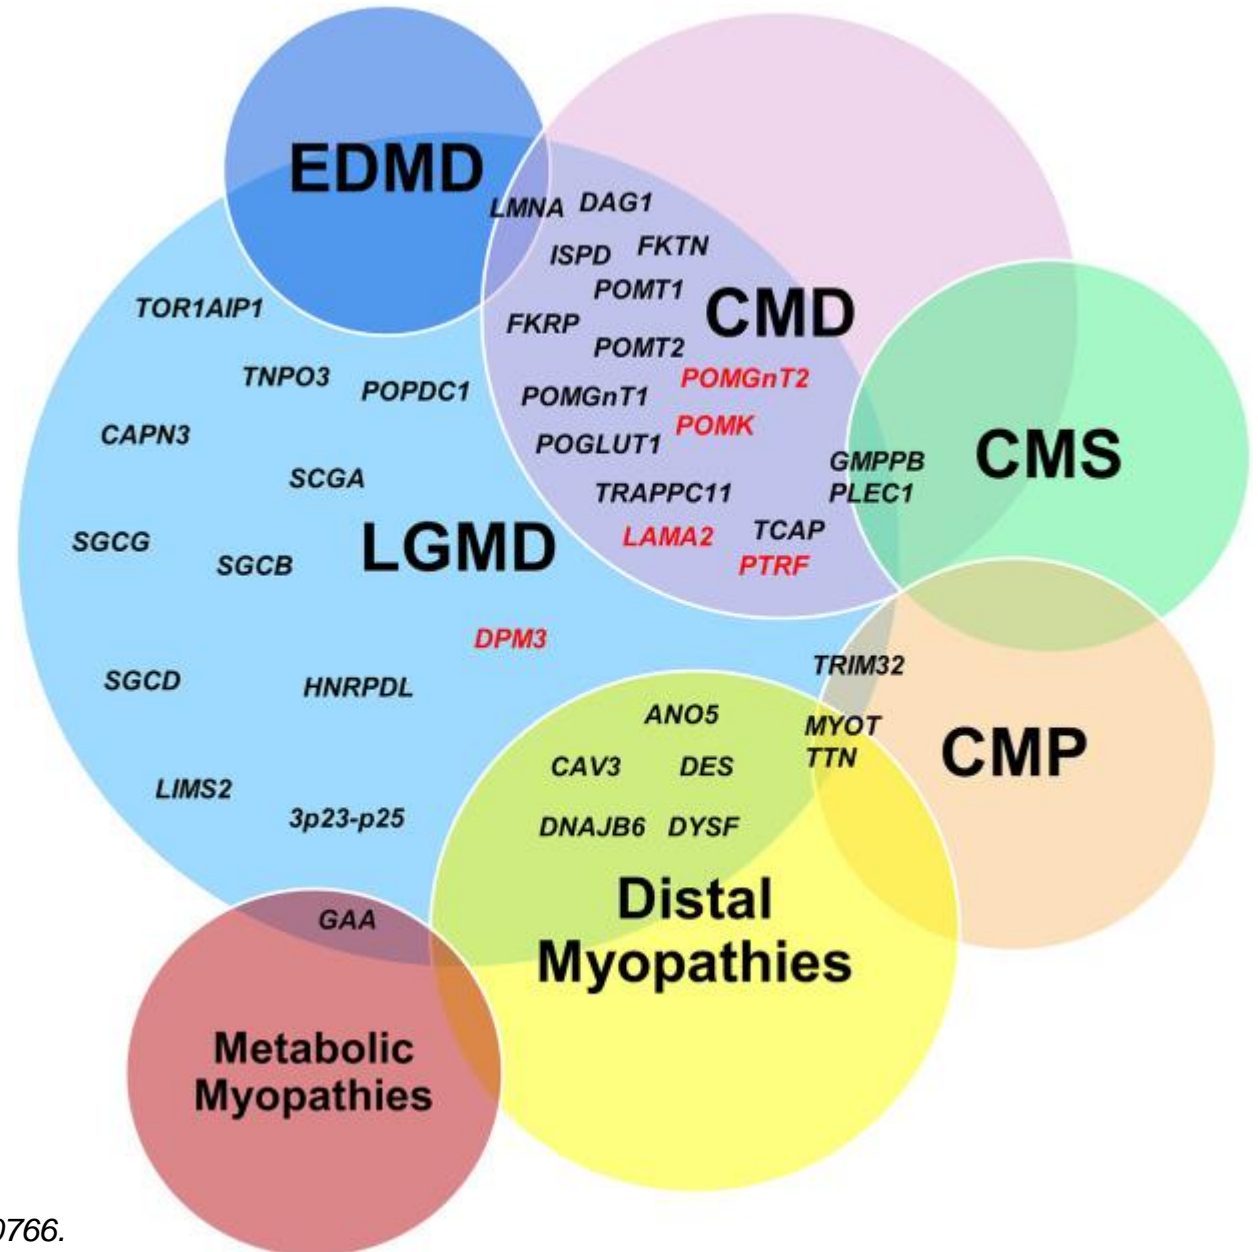 EDMD
LMNA DAG1
ISPD FKTN
POMT1
TOR1AIP1
CMD
FKRP
POMT2
TNPO3 POPDC1
POMGnT2
POMGnT1
CAPN3
POMK
POGLUT1
CMS
GMPPB
SCGA
TRAPPC11
PLEC1
SGCG
LGMD
LAMA2
TCAP
SGCB
PTRF
DPM3
TRIM32
SGCD
HNRPDL
ANO5
MYOT
CMP
TTN
CAV3
DES
LIMS2
3p23-p25
DNAJB6 DYSF
Distal
Myopathies
GAA
Metabolic
Myopathies
0766.